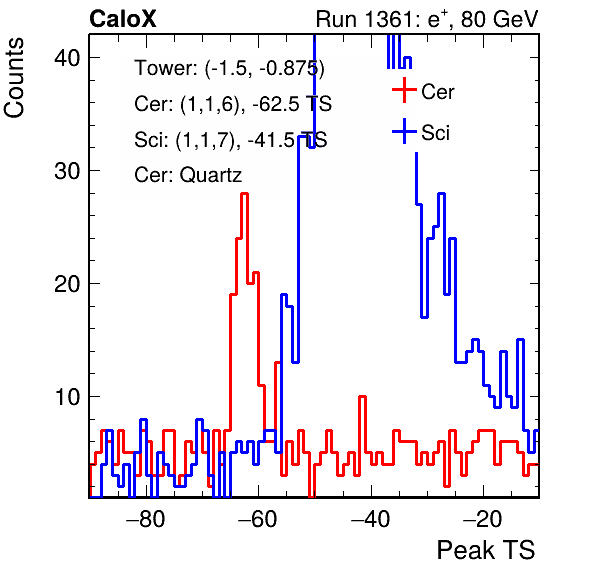 CaloX Run 1361: e⁺, 80 GeV
Counts
40
30
20
10
Tower: (-1.5, -0.875)
Cer: (1,1,6), -62.5 TS
Sci: (1,1,7), -41.5 TS
Cer: Quartz
Cer
Sci
−80 −60 −40 −20
Peak TS